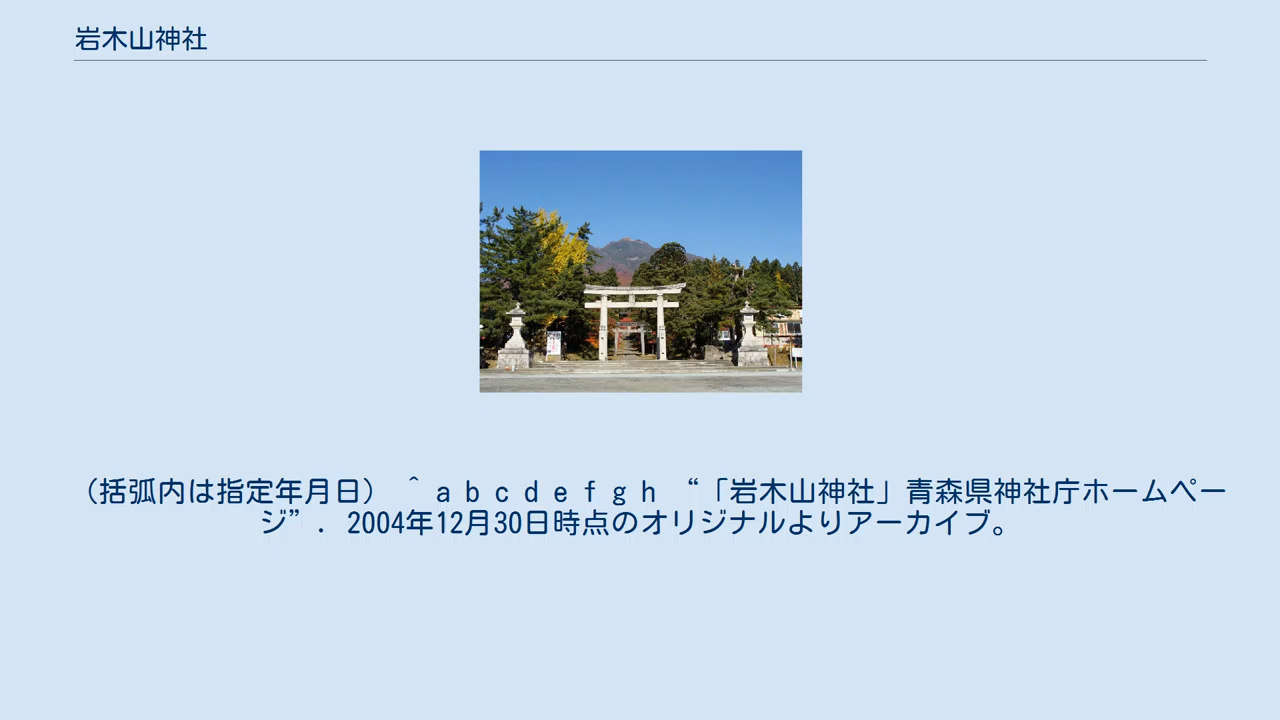 岩木山神社
（括弧内は指定年月日） ＾ ａ ｂ ｃ ｄ ｅ ｆ ｇ ｈ “「岩木山神社」青森県神社庁ホームペー
ジ”． 2004年12月30日時点のオリジナルよりアーカイブ。